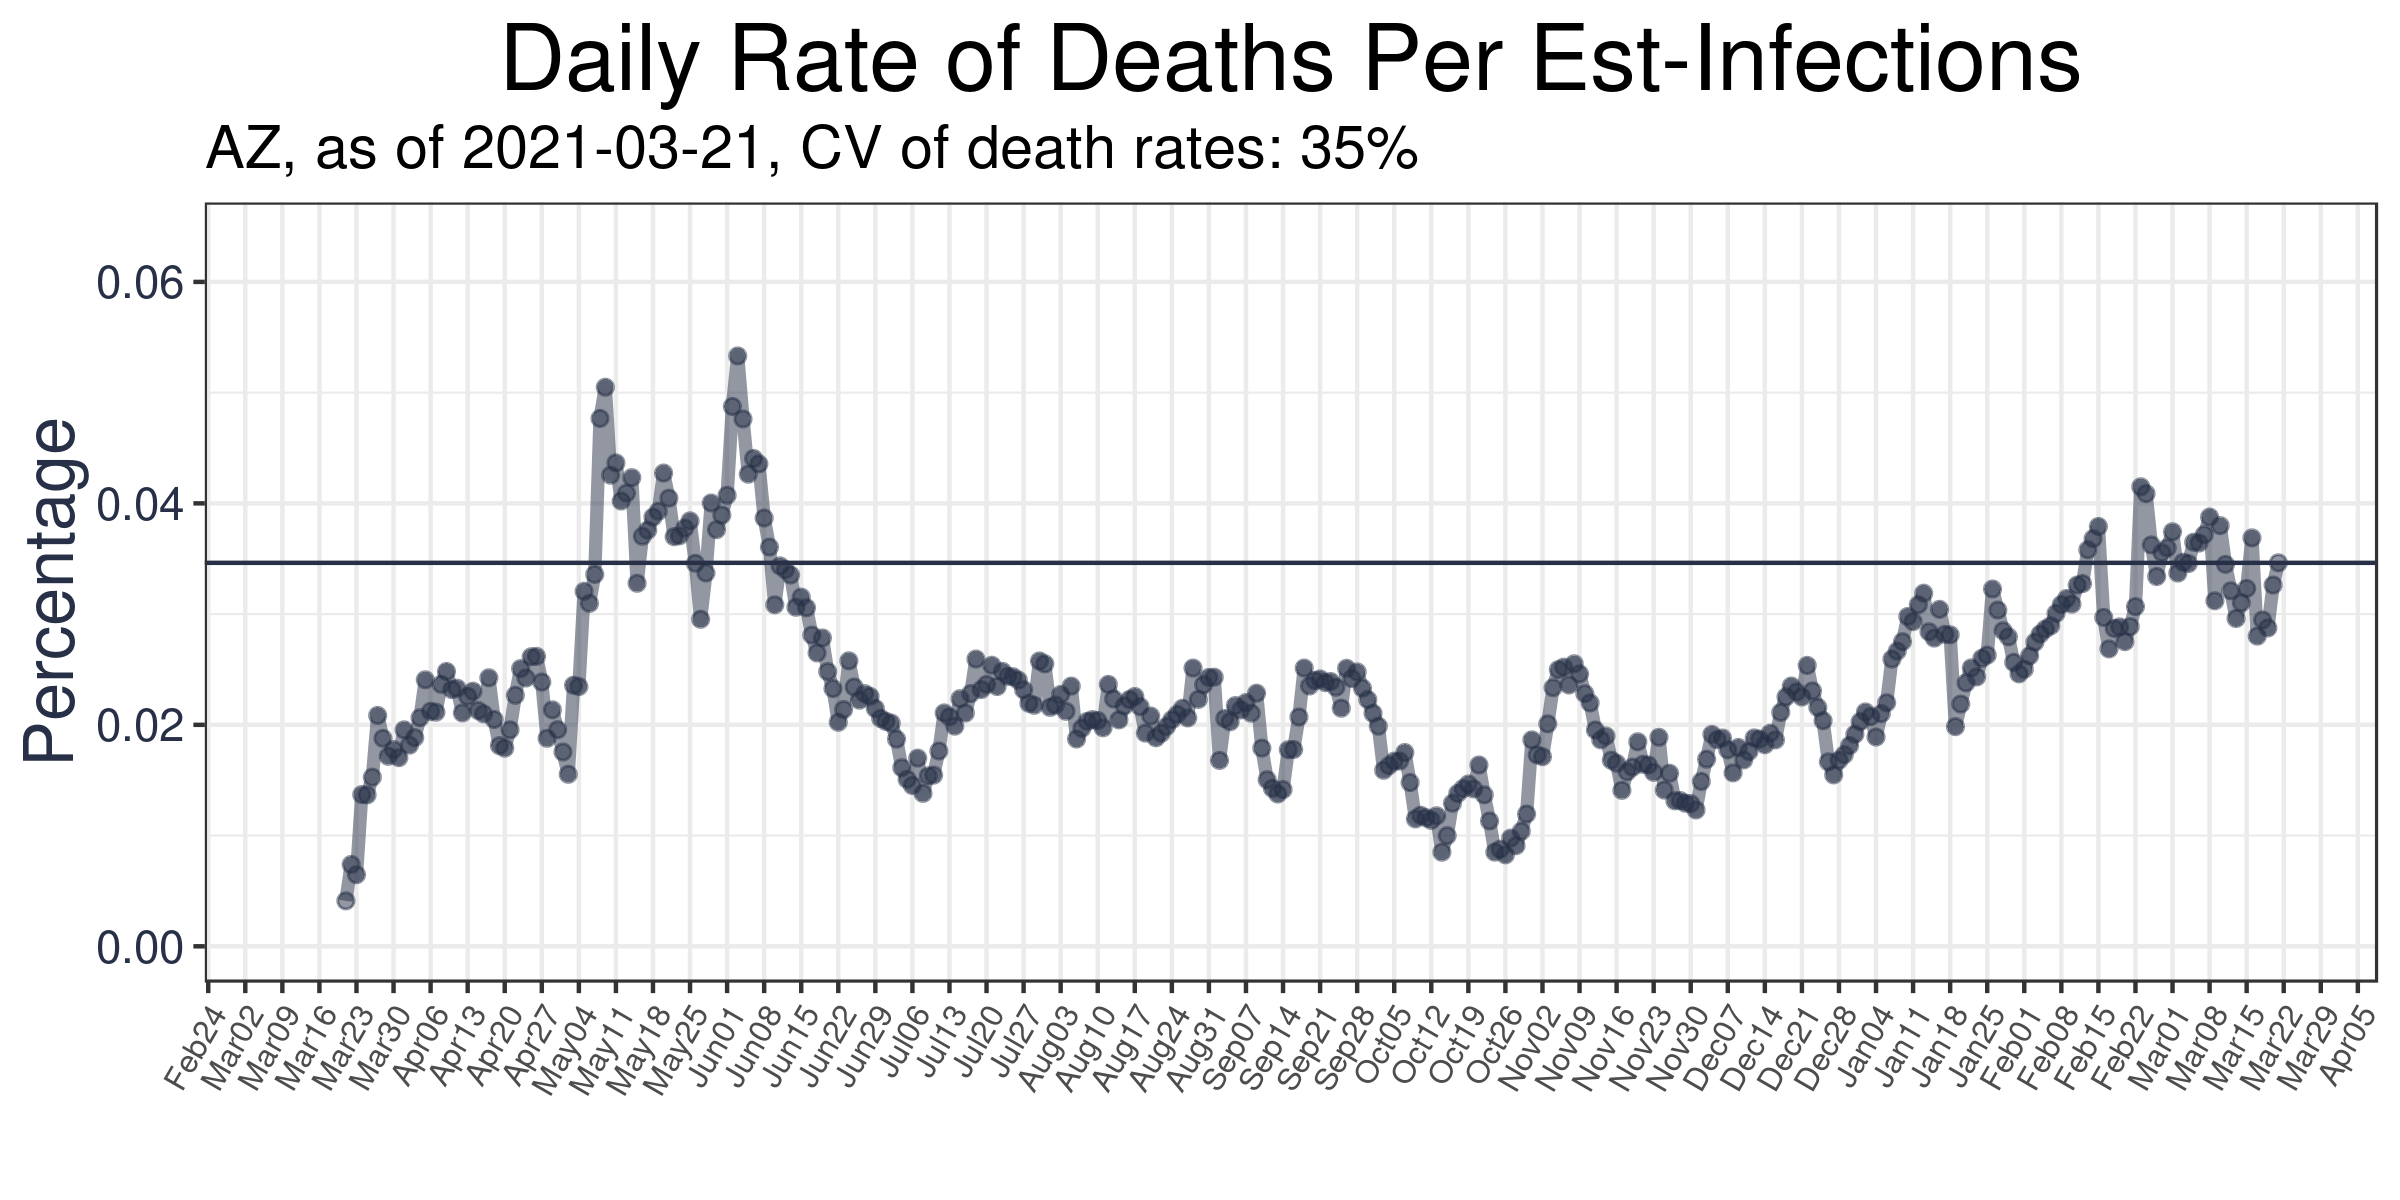 Daily Rate of Deaths Per Est-Infections
AZ, as of 2021-03-21, CV of death rates: 35%
Percentage
0.06
0.04
0.02
0.00
Feb24 Mar02 Mar09 Mar16 Mar23 Mar30 Apr06 Apr13 Apr20 Apr27 May04 May11 May18 May25 Jun01 Jun08 Jun15 Jun22 Jun29 Jul06 Jul13 Jul20 Jul27 Aug03 Aug10 Aug17 Aug24 Aug31 Sep07 Sep14 Sep21 Sep28 Oct05 Oct12 Oct19 Oct26 Nov02 Nov09 Nov16 Nov23 Nov30 Dec07 Dec14 Dec21 Dec28 Jan04 Jan11 Jan18 Jan25 Feb01 Feb08 Feb15 Feb22 Mar01 Mar08 Mar15 Mar22 Mar29 Apr05